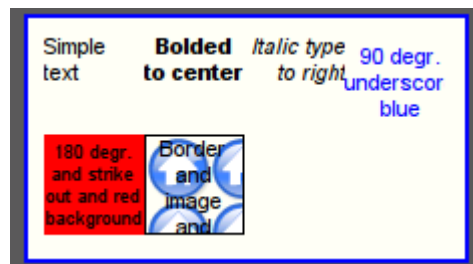 Simple
text
Bolded
to center
Italic type
to right
90 degr.
underscor
blue
180 degr.
and strike
out and red
background
Border
and
image
and